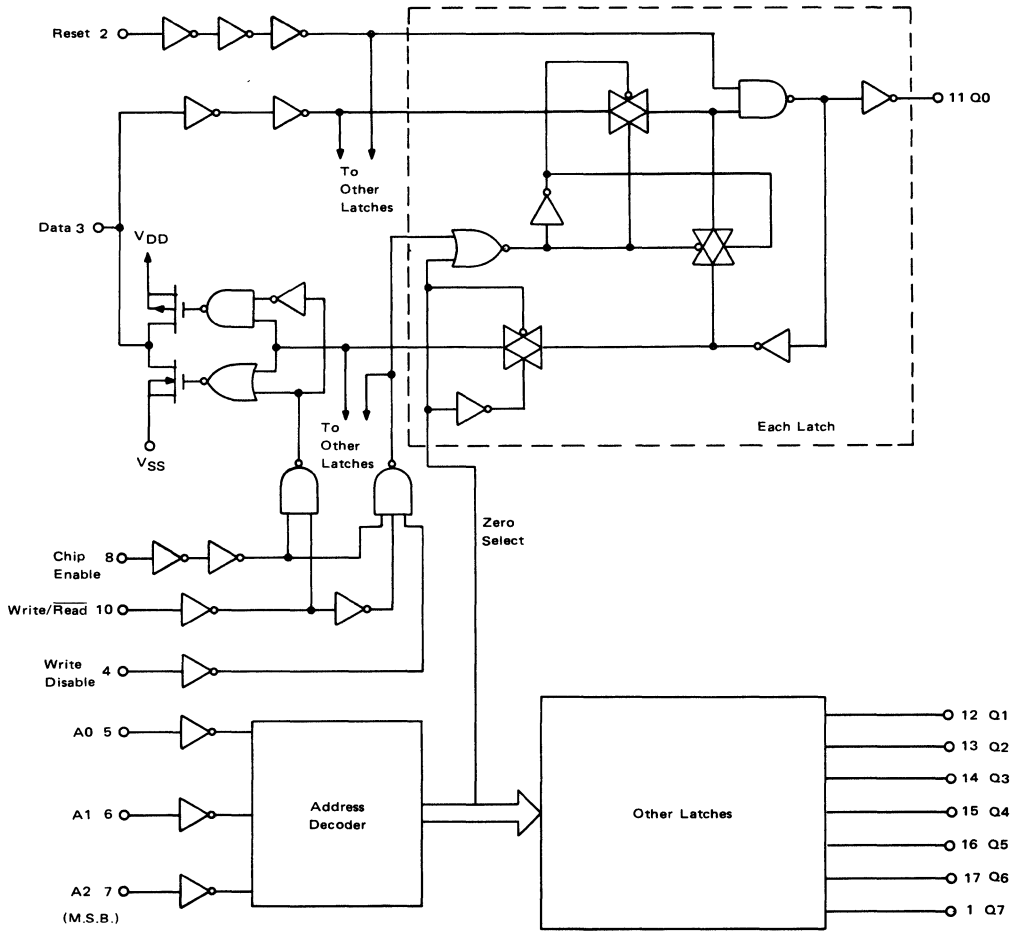 Reset 2
11 Q0
To
Other
Latches
Data 3
VDD
VSS
To
Other
Latches
Each Latch
Zero
Select
Chip 8
Enable
Write/Read 10
Write 4
Disable
A0 5
A1 6
A2 7
(M.S.B.)
Address
Decoder
Other Latches
12 Q1
13 Q2
14 Q3
15 Q4
16 Q5
17 Q6
1 Q7